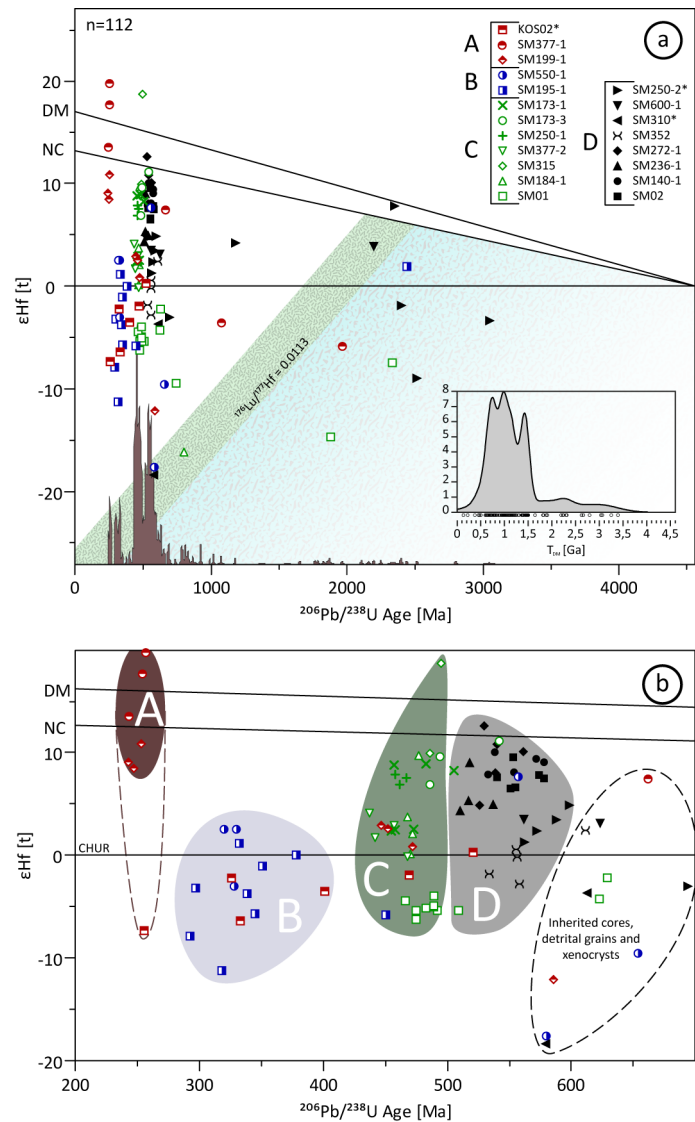 n=112
a
A
KOS02*
SM377-1
SM199-1
B
SM550-1
SM195-1
C
SM173-1
SM173-3
SM250-1
SM377-2
SM315
SM184-1
SM01
D
SM250-2*
SM600-1
SM310*
SM352
SM272-1
SM236-1
SM140-1
SM02
20
DM
NC
10
0
-10
-20
εHf [t]
¹⁷⁶Lu/¹⁷⁷Hf = 0.0113
8
7
6
5
4
3
2
1
0
0 0,5 1 1,5 2 2,5 3 3,5 4 4,6
T_DM [Ga]
0 1000 2000 3000 4000
²⁰⁶Pb/²³⁸U Age [Ma]
b
DM
NC
10
CHUR
0
-10
-20
εHf [t]
A
B
C
D
Inherited cores,
detrital grains and
xenocrysts
200 300 400 500 600
²⁰⁶Pb/²³⁸U Age [Ma]